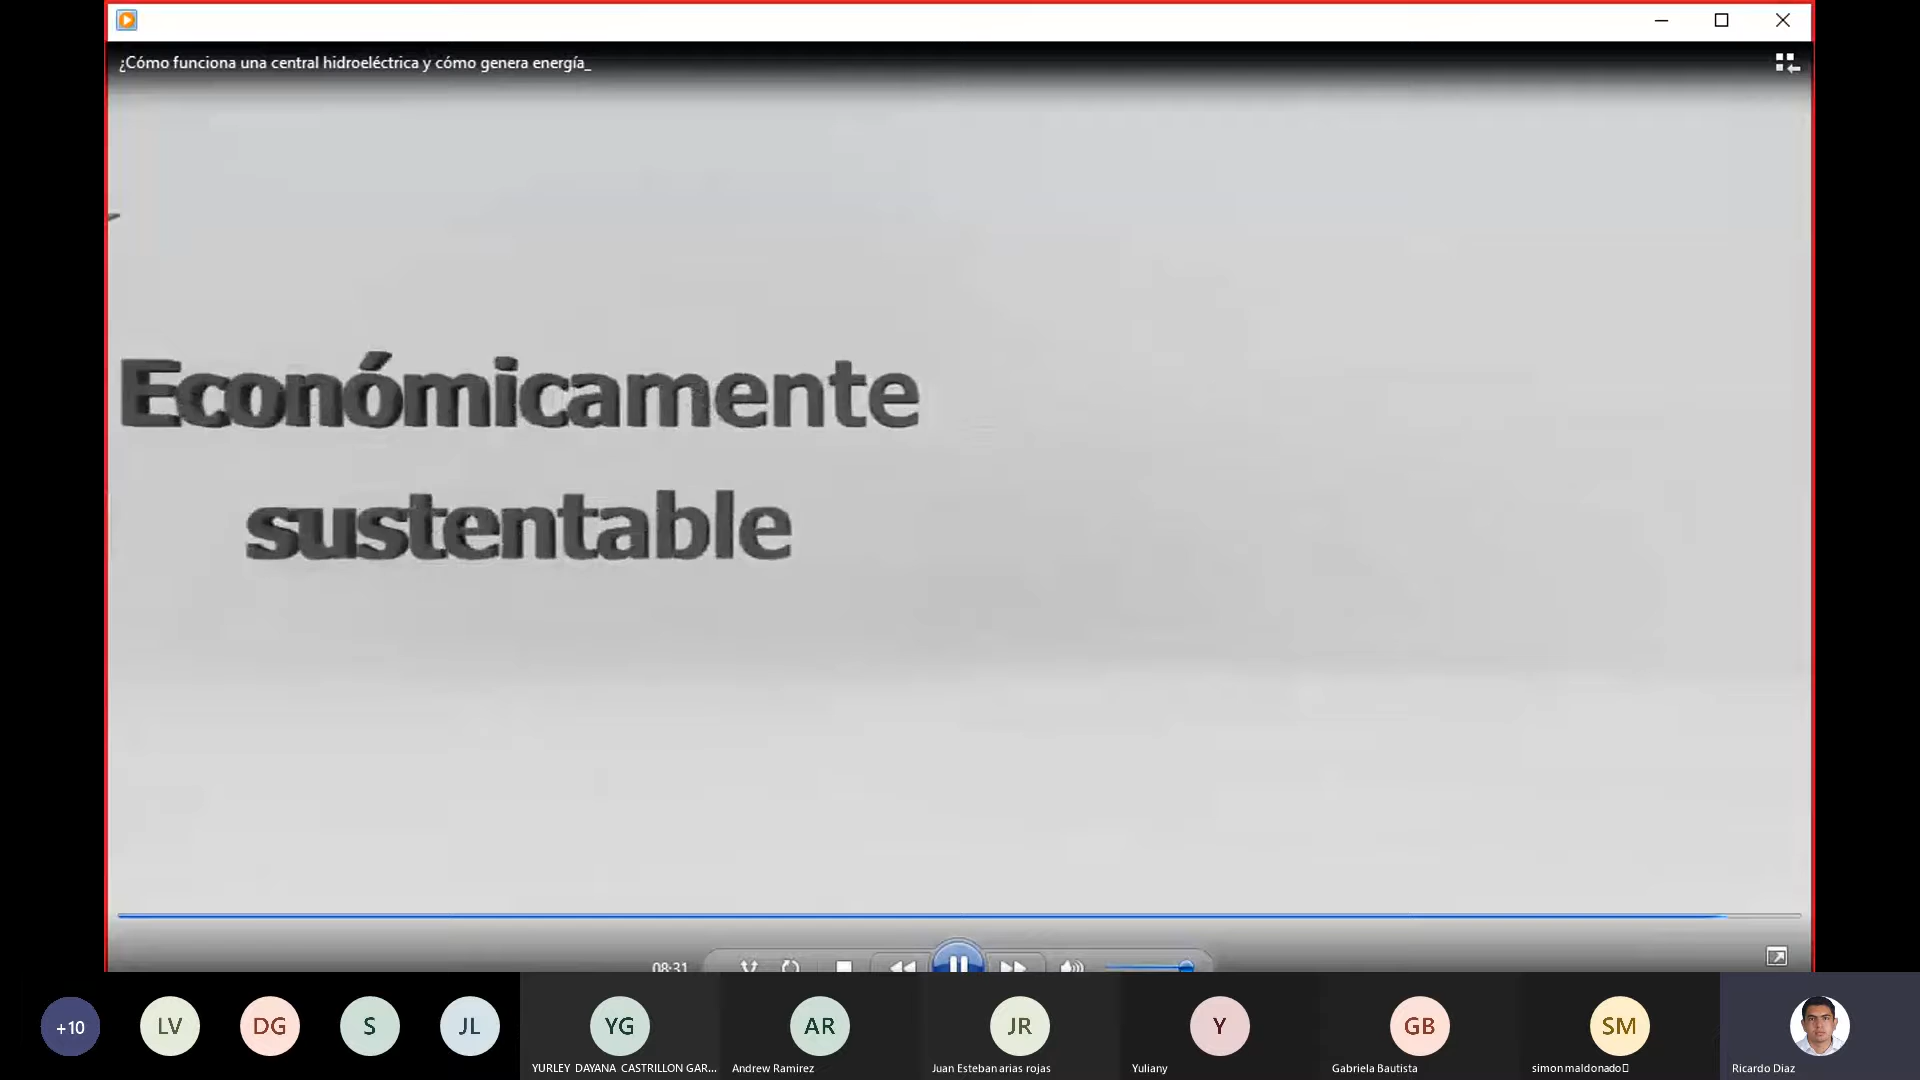 ¿Cómo funciona una central hidroeléctrica y cómo genera energía_
Económicamente
sustentable
08:31
+10
LV
DG
S
JL
YG
AR
JR
Y
GB
SM
YURLEY DAYANA CASTRILLON GAR...
Andrew Ramirez
Juan Esteban arias rojas
Yuliany
Gabriela Bautista
simon maldonado
Ricardo Diaz